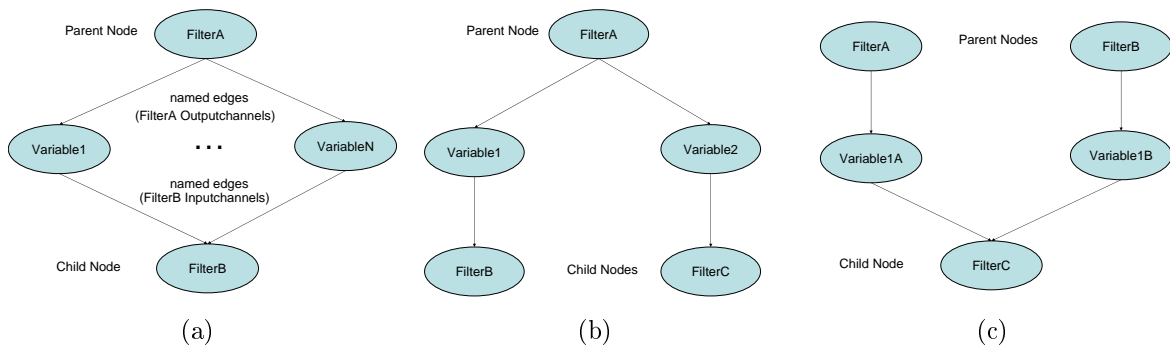 Parent Node
FilterA
named edges
(FilterA Outputchannels)
Variable1
...
VariableN
named edges
(FilterB Inputchannels)
Child Node
FilterB
(a)
Parent Node
FilterA
Variable1
Variable2
FilterB
Child Nodes
FilterC
(b)
FilterA
Parent Nodes
FilterB
Variable1A
Variable1B
Child Node
FilterC
(c)